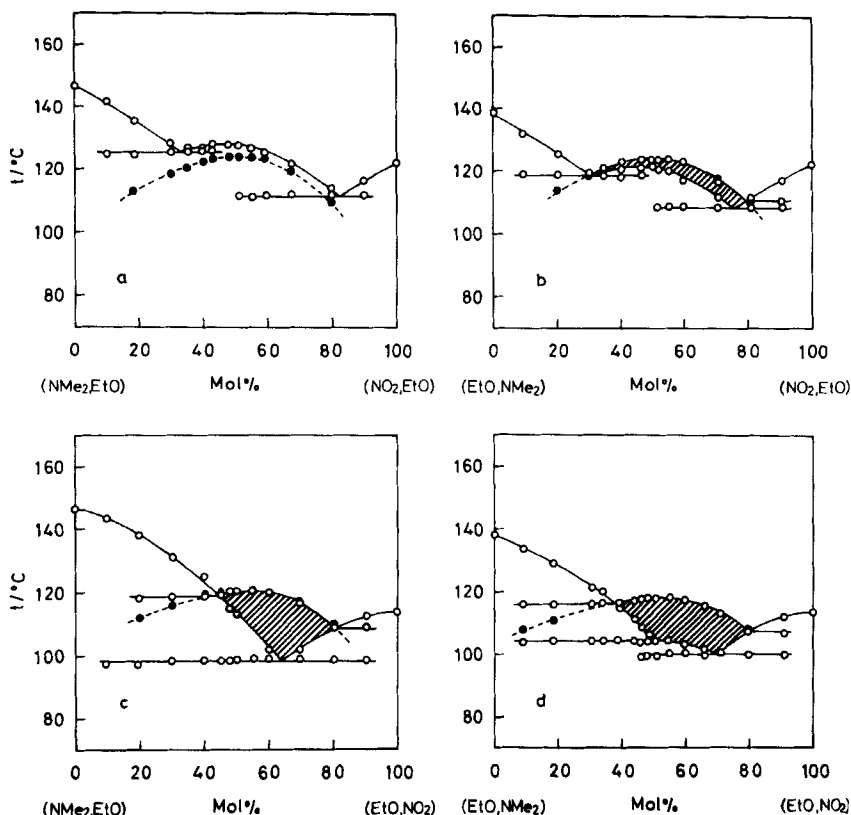 160
140
120
100
80
t/°C
a
0 20 40 60 80 100
(NMe₂,EtO) Mol% (NO₂,EtO)
160
140
120
100
80
b
0 20 40 60 80 100
(EtO,NMe₂) Mol% (NO₂,EtO)
160
140
120
100
80
t/°C
c
0 20 40 60 80 100
(NMe₂,EtO) Mol% (EtO,NO₂)
160
140
120
100
80
d
0 20 40 60 80 100
(EtO,NMe₂) Mol% (EtO,NO₂)